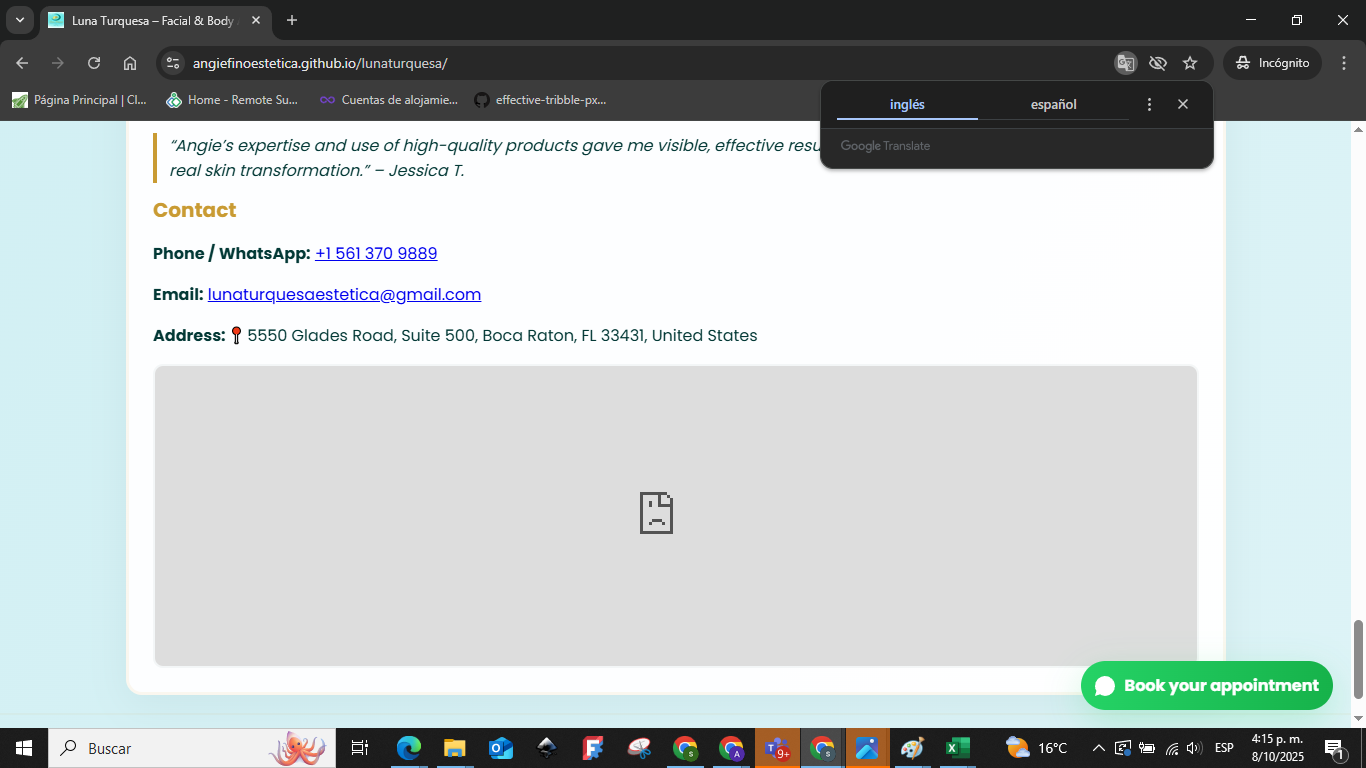 Luna Turquesa – Facial & Body
angiefinoestetica.github.io/lunaturquesa/
Incógnito
Página Principal | Cl...
Home - Remote Su...
Cuentas de alojamie...
effective-tribble-px...
inglés
español
Google Translate
“Angie’s expertise and use of high-quality products gave me visible, effective
real skin transformation.” – Jessica T.
Contact
Phone / WhatsApp: +1 561 370 9889
Email: lunaturquesaestetica@gmail.com
Address: 5550 Glades Road, Suite 500, Boca Raton, FL 33431, United States
Book your appointment
Buscar
9+
16°C
ESP
4:15 p. m.
8/10/2025
1